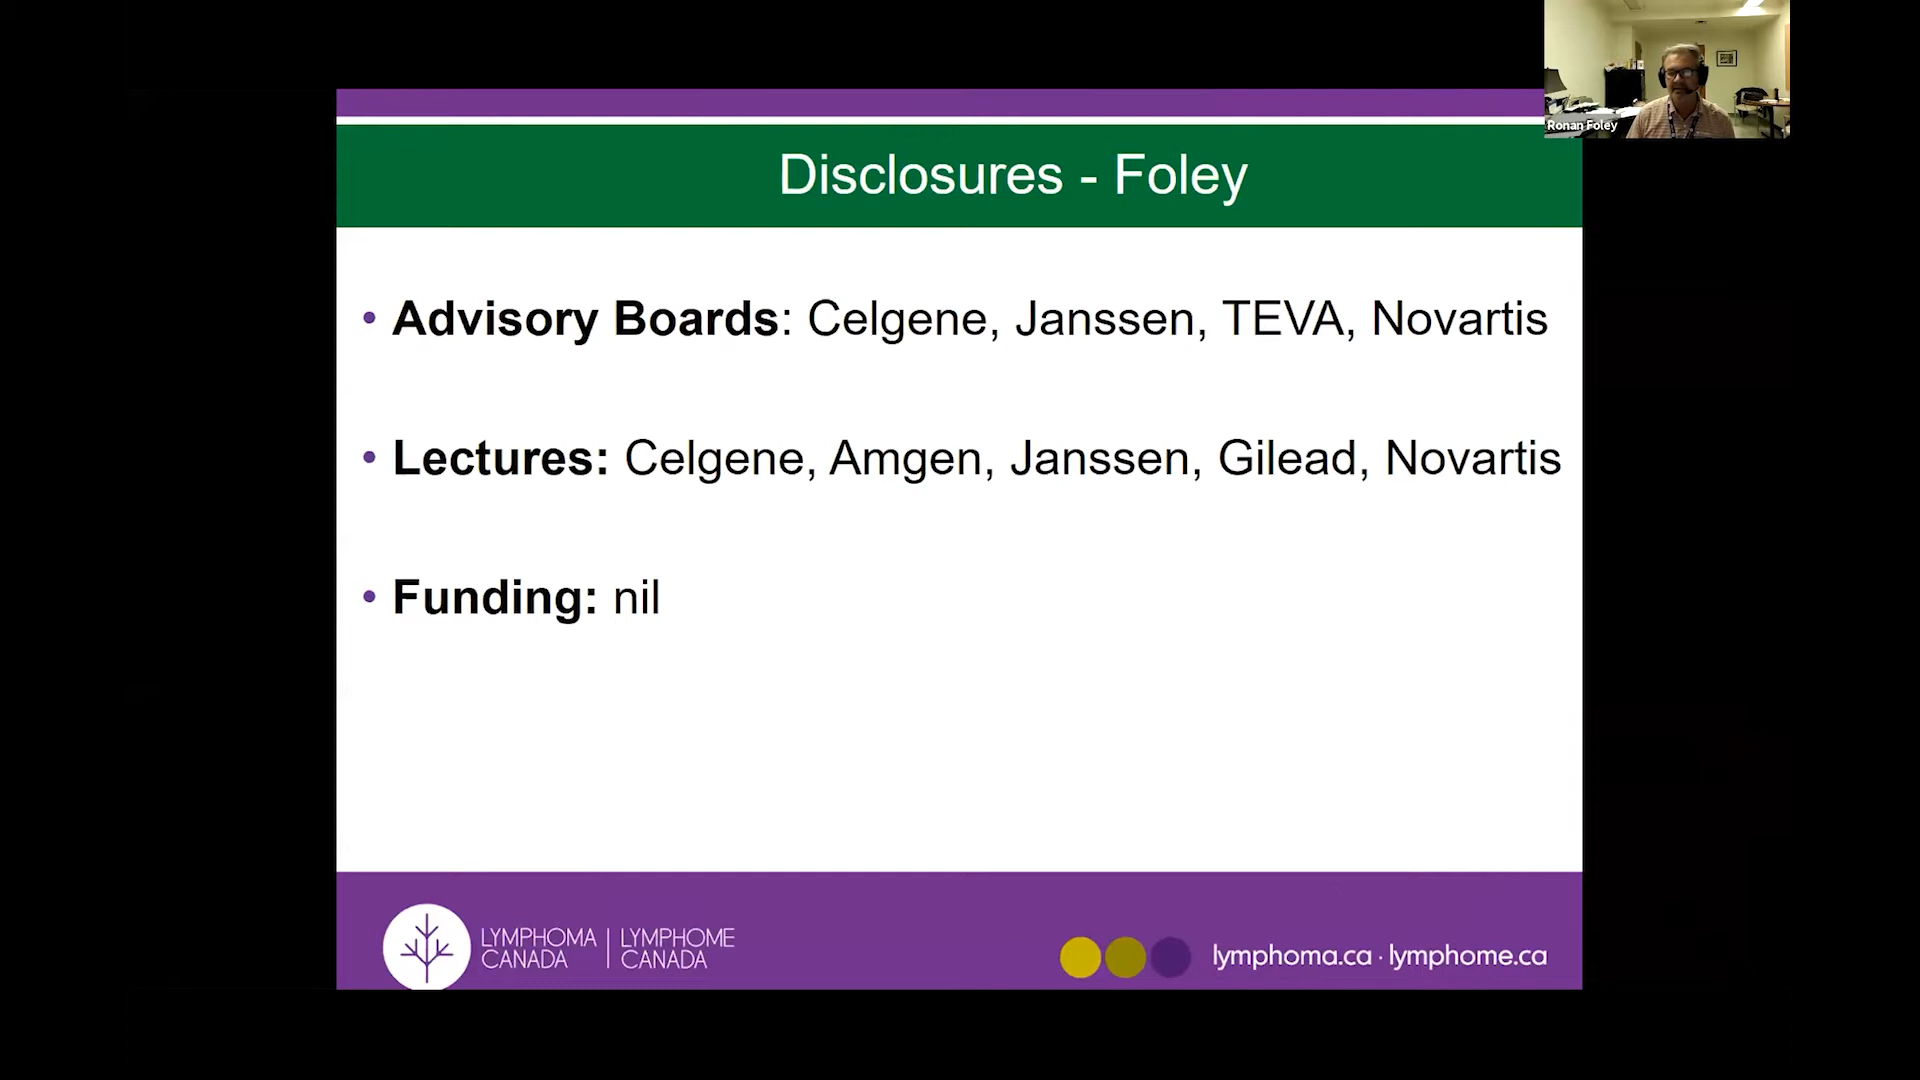 Ronan Foley
Disclosures - Foley
• Advisory Boards: Celgene, Janssen, TEVA, Novartis
• Lectures: Celgene, Amgen, Janssen, Gilead, Novartis
• Funding: nil
LYMPHOMA CANADA | LYMPHOME CANADA
lymphoma.ca · lymphome.ca